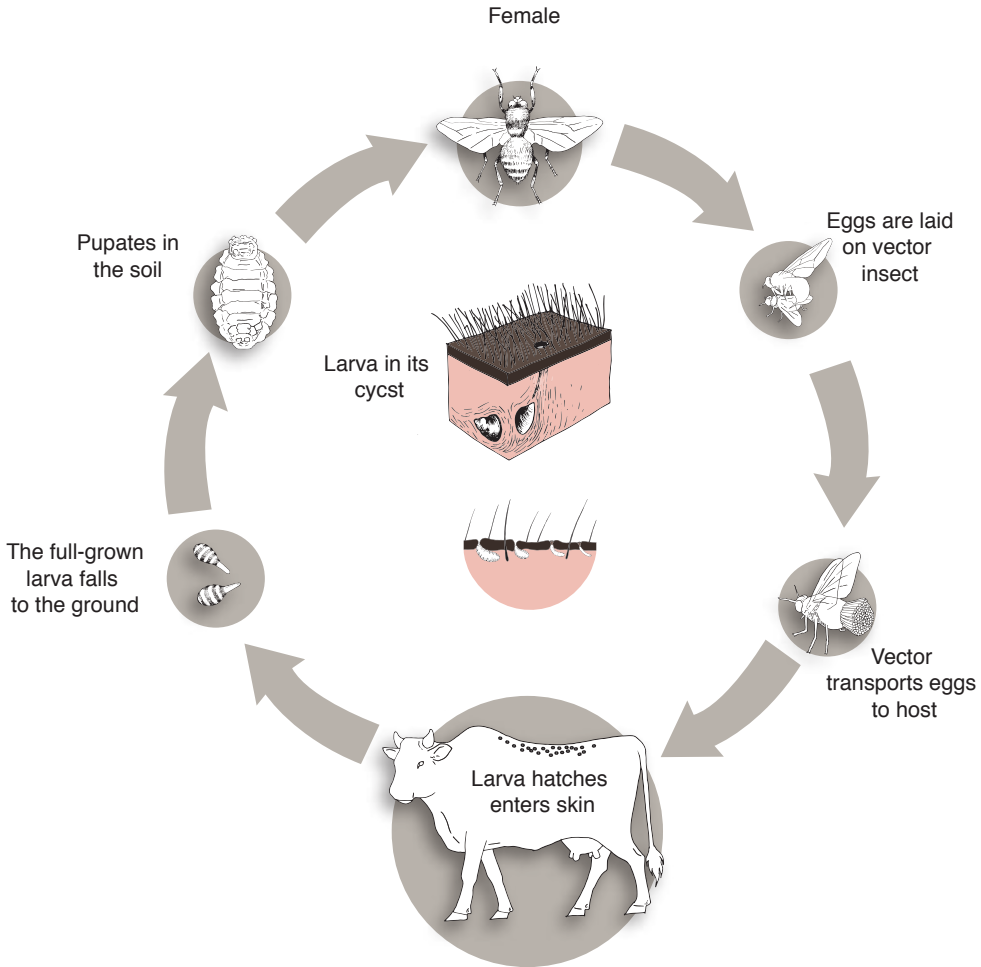 Female
Eggs are laid
on vector
insect
Vector
transports eggs
to host
Larva hatches
enters skin
The full-grown
larva falls
to the ground
Pupates in
the soil
Larva in its
cycst